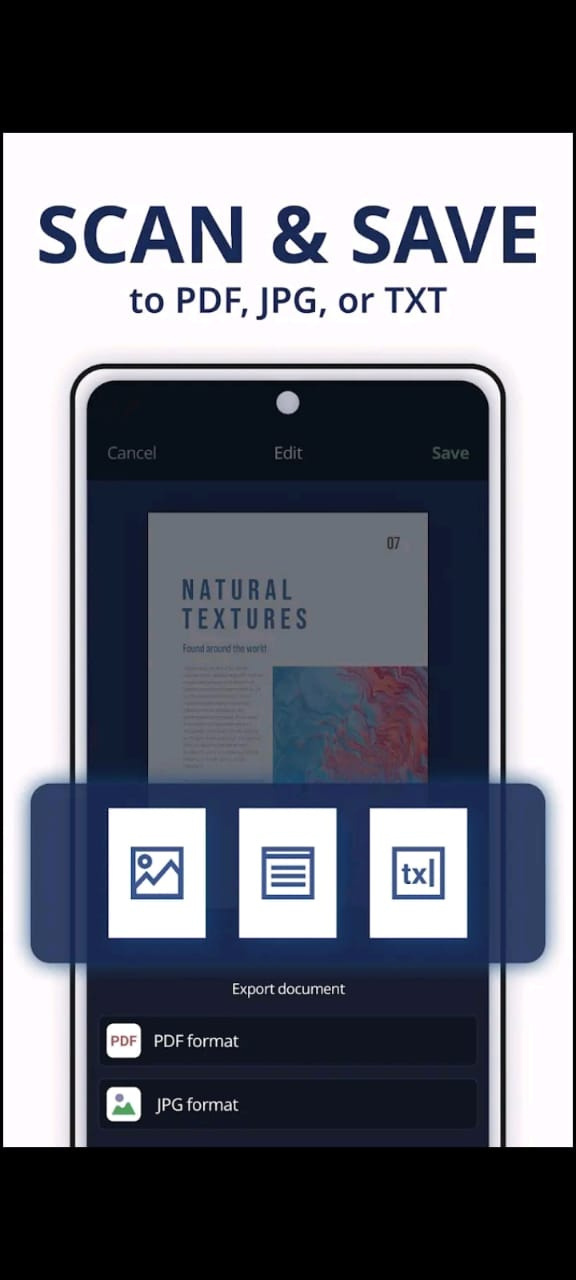 SCAN & SAVE
to PDF, JPG, or TXT
Cancel
Edit
Save
07
NATURAL
TEXTURES
Found around the world
txt
Export document
PDF
PDF format
JPG format